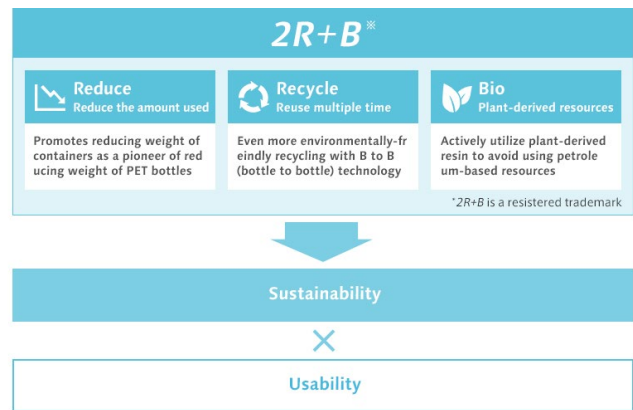 2R+B※
Reduce
Reduce the amount used
Promotes reducing weight of
containers as a pioneer of red
ucing weight of PET bottles
Recycle
Reuse multiple time
Even more environmentally-fr
eindly recycling with B to B
(bottle to bottle) technology
Bio
Plant-derived resources
Actively utilize plant-derived
resin to avoid using petrole
um-based resources
*2R+B is a resistered trademark
Sustainability
×
Usability